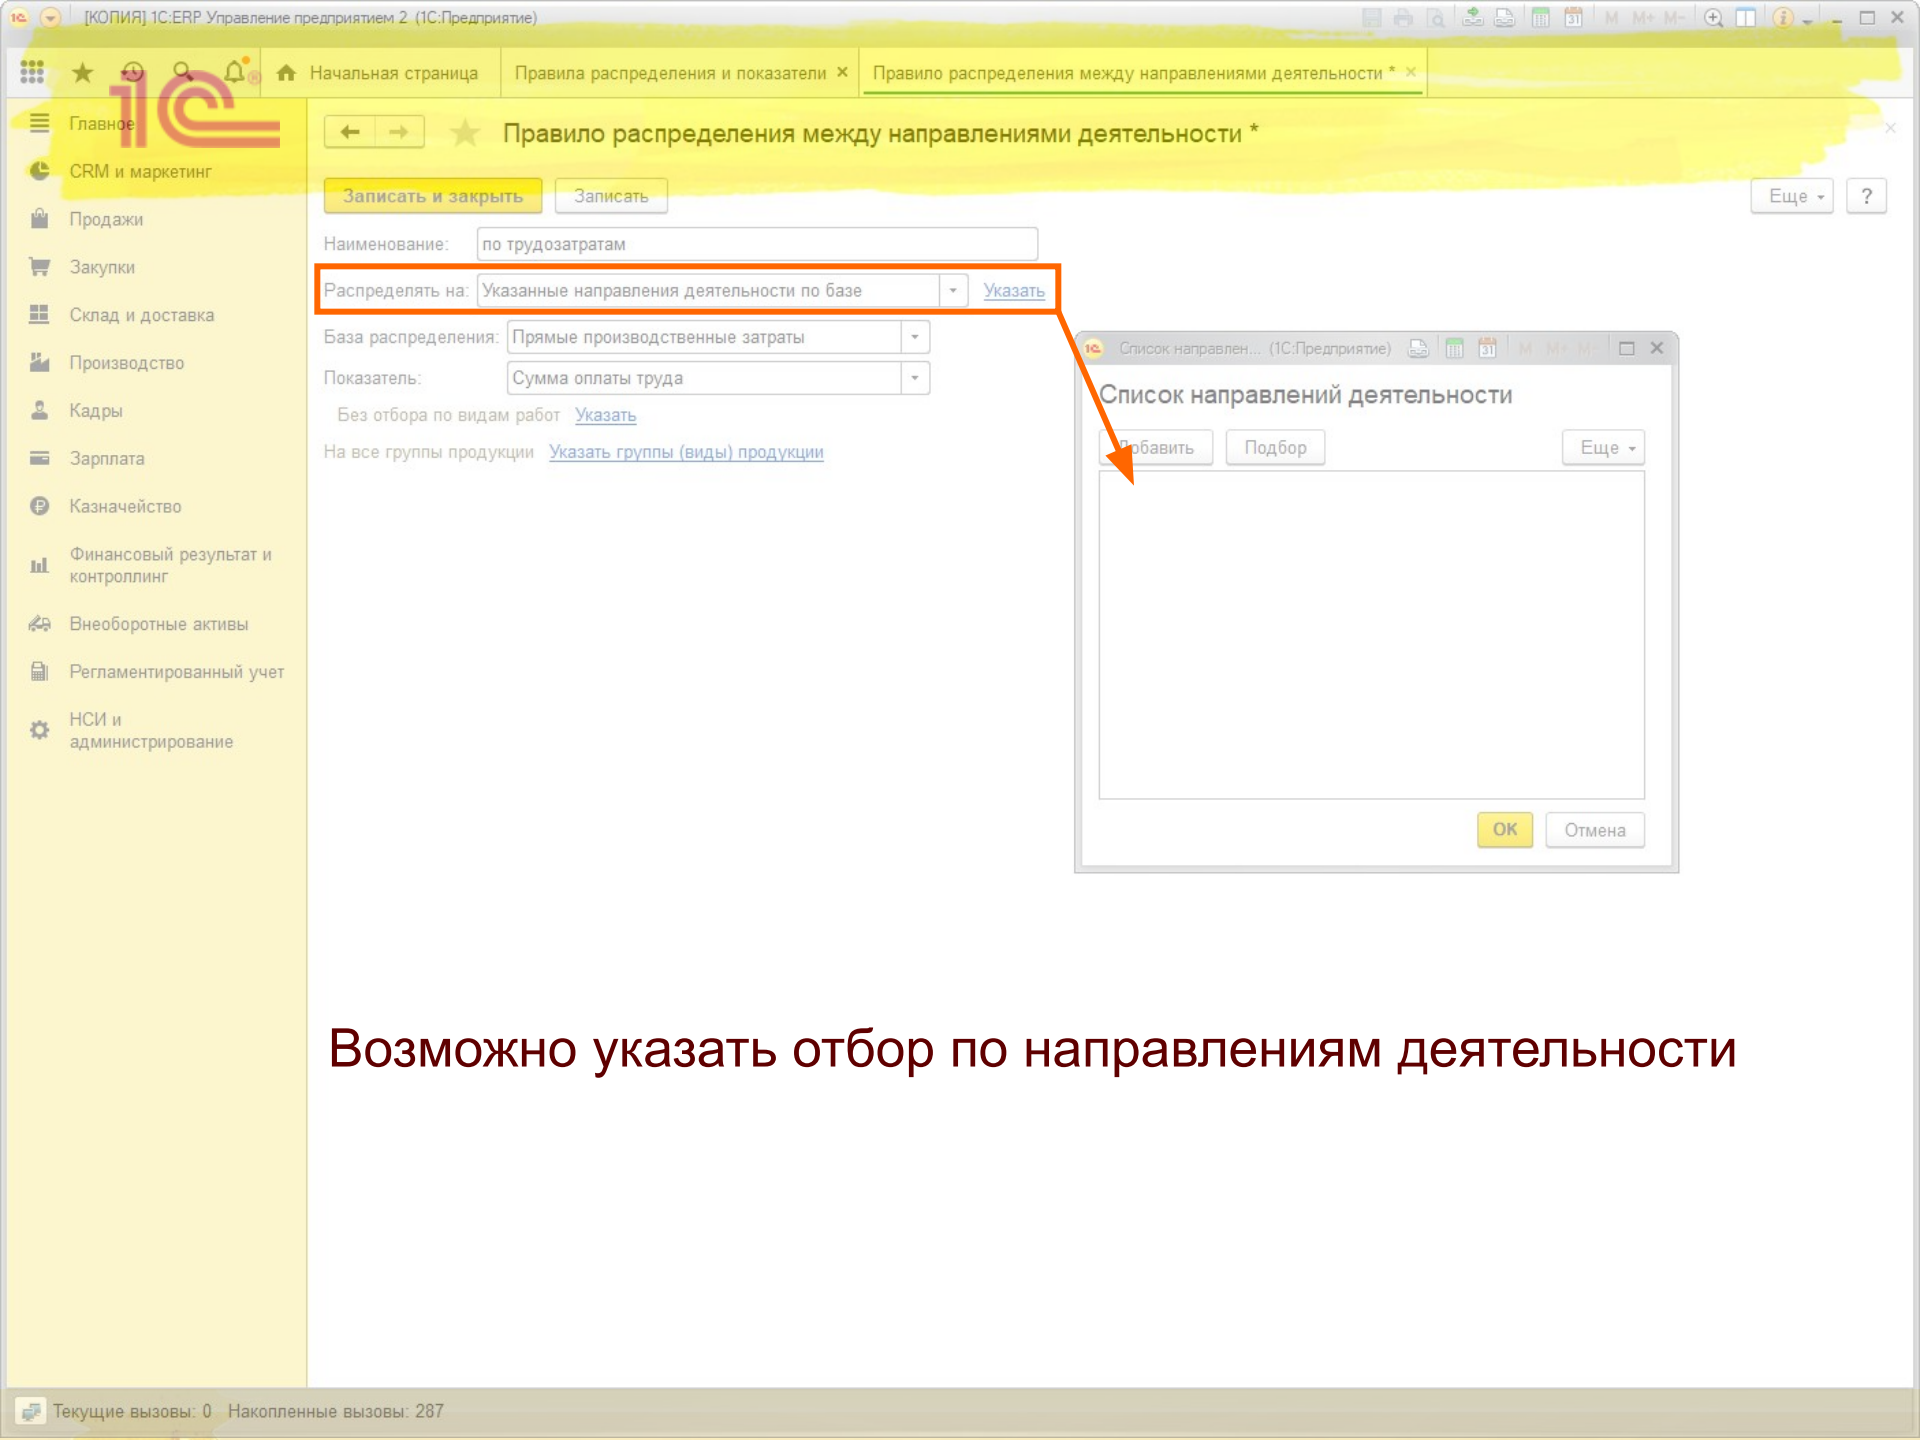 [КОПИЯ] 1С:ERP Управление предприятием 2 (1С:Предприятие)
M M+ M-
Начальная страница
Правила распределения и показатели ×
Правило распределения между направлениями деятельности * ×
1С
Главное
CRM и маркетинг
Продажи
Закупки
Склад и доставка
Производство
Кадры
Зарплата
Казначейство
Финансовый результат и
контроллинг
Внеоборотные активы
Регламентированный учет
НСИ и
администрирование
Правило распределения между направлениями деятельности *
Записать и закрыть
Записать
Еще
?
Наименование: по трудозатратам
Распределять на: Указанные направления деятельности по базе Указать
База распределения: Прямые производственные затраты
Показатель: Сумма оплаты труда
Без отбора по видам работ Указать
На все группы продукции Указать группы (виды) продукции
Список направлен... (1С:Предприятие)
31
M M+ M-
Список направлений деятельности
Добавить
Подбор
Еще
ОК
Отмена
Возможно указать отбор по направлениям деятельности
Текущие вызовы: 0 Накопленные вызовы: 287